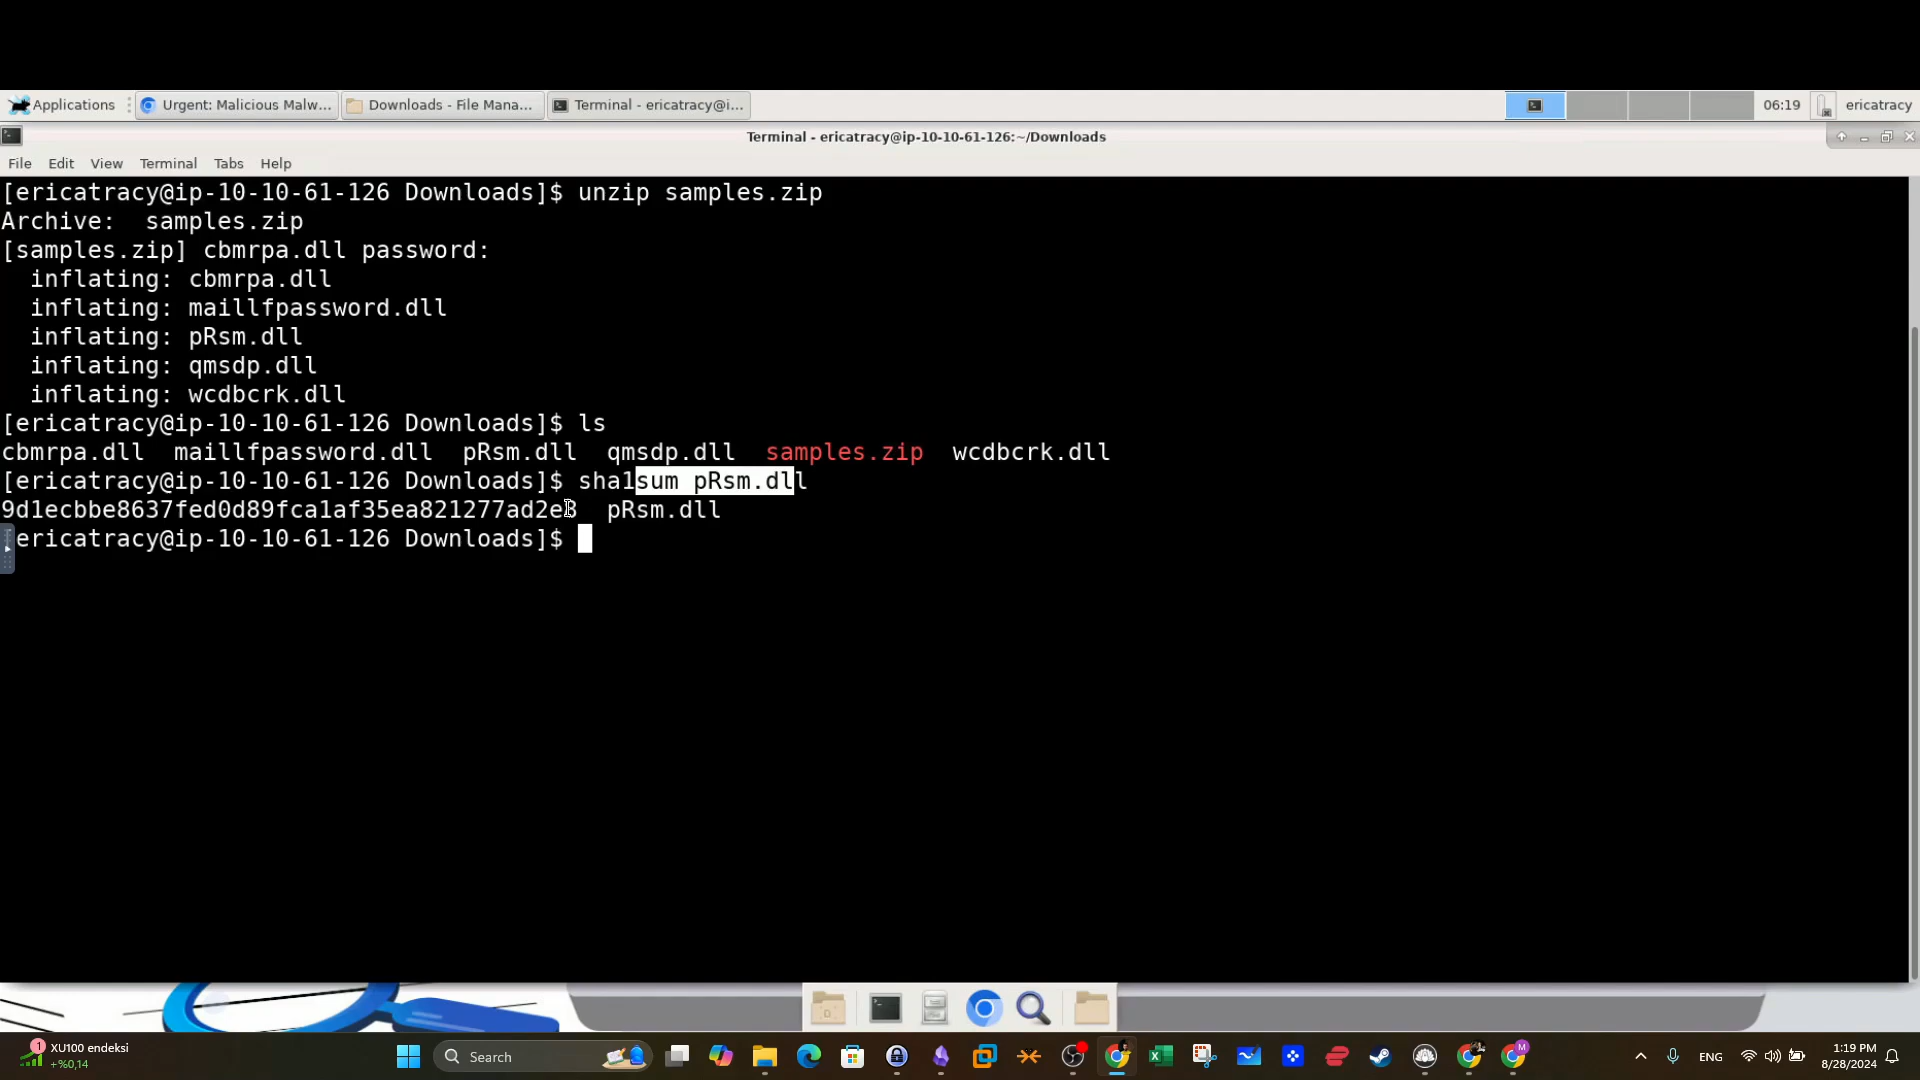 Applications
Urgent: Malicious Malw...
Downloads - File Mana...
Terminal - ericatracy@i...
06:19
ericatracy
Terminal - ericatracy@ip-10-10-61-126:~/Downloads
File Edit View Terminal Tabs Help
[ericatracy@ip-10-10-61-126 Downloads]$ unzip samples.zip
Archive:  samples.zip
[samples.zip] cbmrpa.dll password:
  inflating: cbmrpa.dll
  inflating: maillfpassword.dll
  inflating: pRsm.dll
  inflating: qmsdp.dll
  inflating: wcdbcrk.dll
[ericatracy@ip-10-10-61-126 Downloads]$ ls
cbmrpa.dll  maillfpassword.dll  pRsm.dll  qmsdp.dll  samples.zip  wcdbcrk.dll
[ericatracy@ip-10-10-61-126 Downloads]$ sha1sum pRsm.dll
9d1ecbbe8637fed0d89fca1af35ea821277ad2e8  pRsm.dll
[ericatracy@ip-10-10-61-126 Downloads]$
1
XU100 endeksi
+%0,14
Search
ENG
1:19 PM
8/28/2024